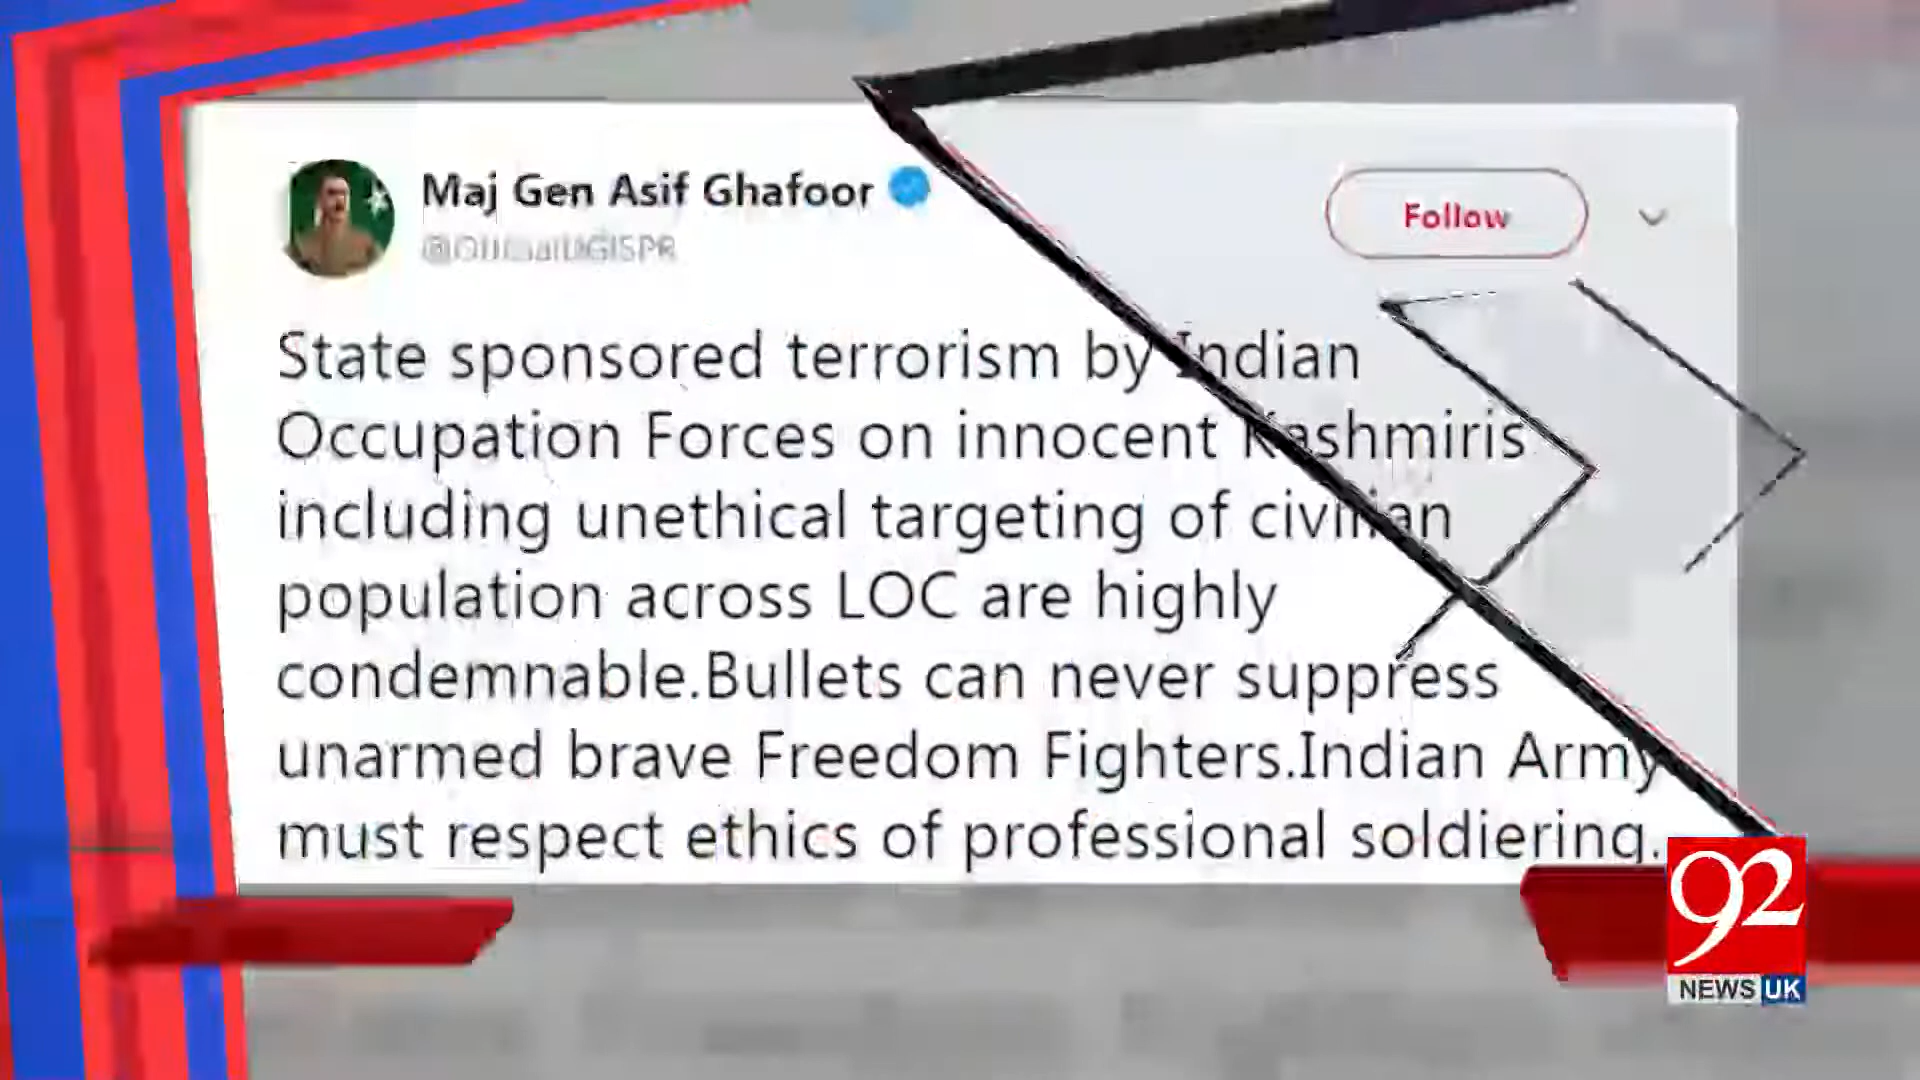 Maj Gen Asif Ghafoor
Follow
State sponsored terrorism by Indian
Occupation Forces on innocent Kashmiris
including unethical targeting of civilian
population across LOC are highly
condemnable.Bullets can never suppress
unarmed brave Freedom Fighters.Indian Army
must respect ethics of professional soldiering.
92
NEWS UK